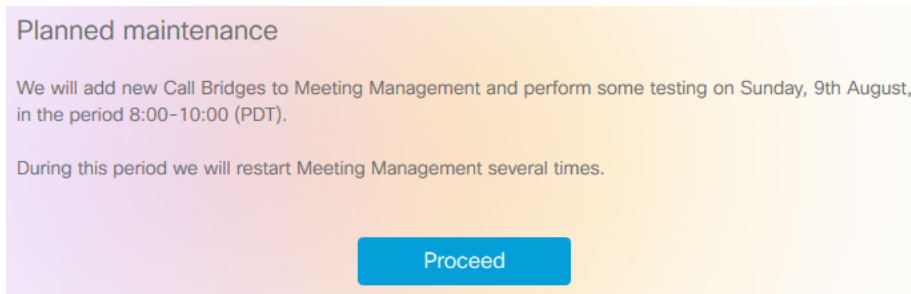 Planned maintenance
We will add new Call Bridges to Meeting Management and perform some testing on Sunday, 9th August,
in the period 8:00-10:00 (PDT).
During this period we will restart Meeting Management several times.
Proceed